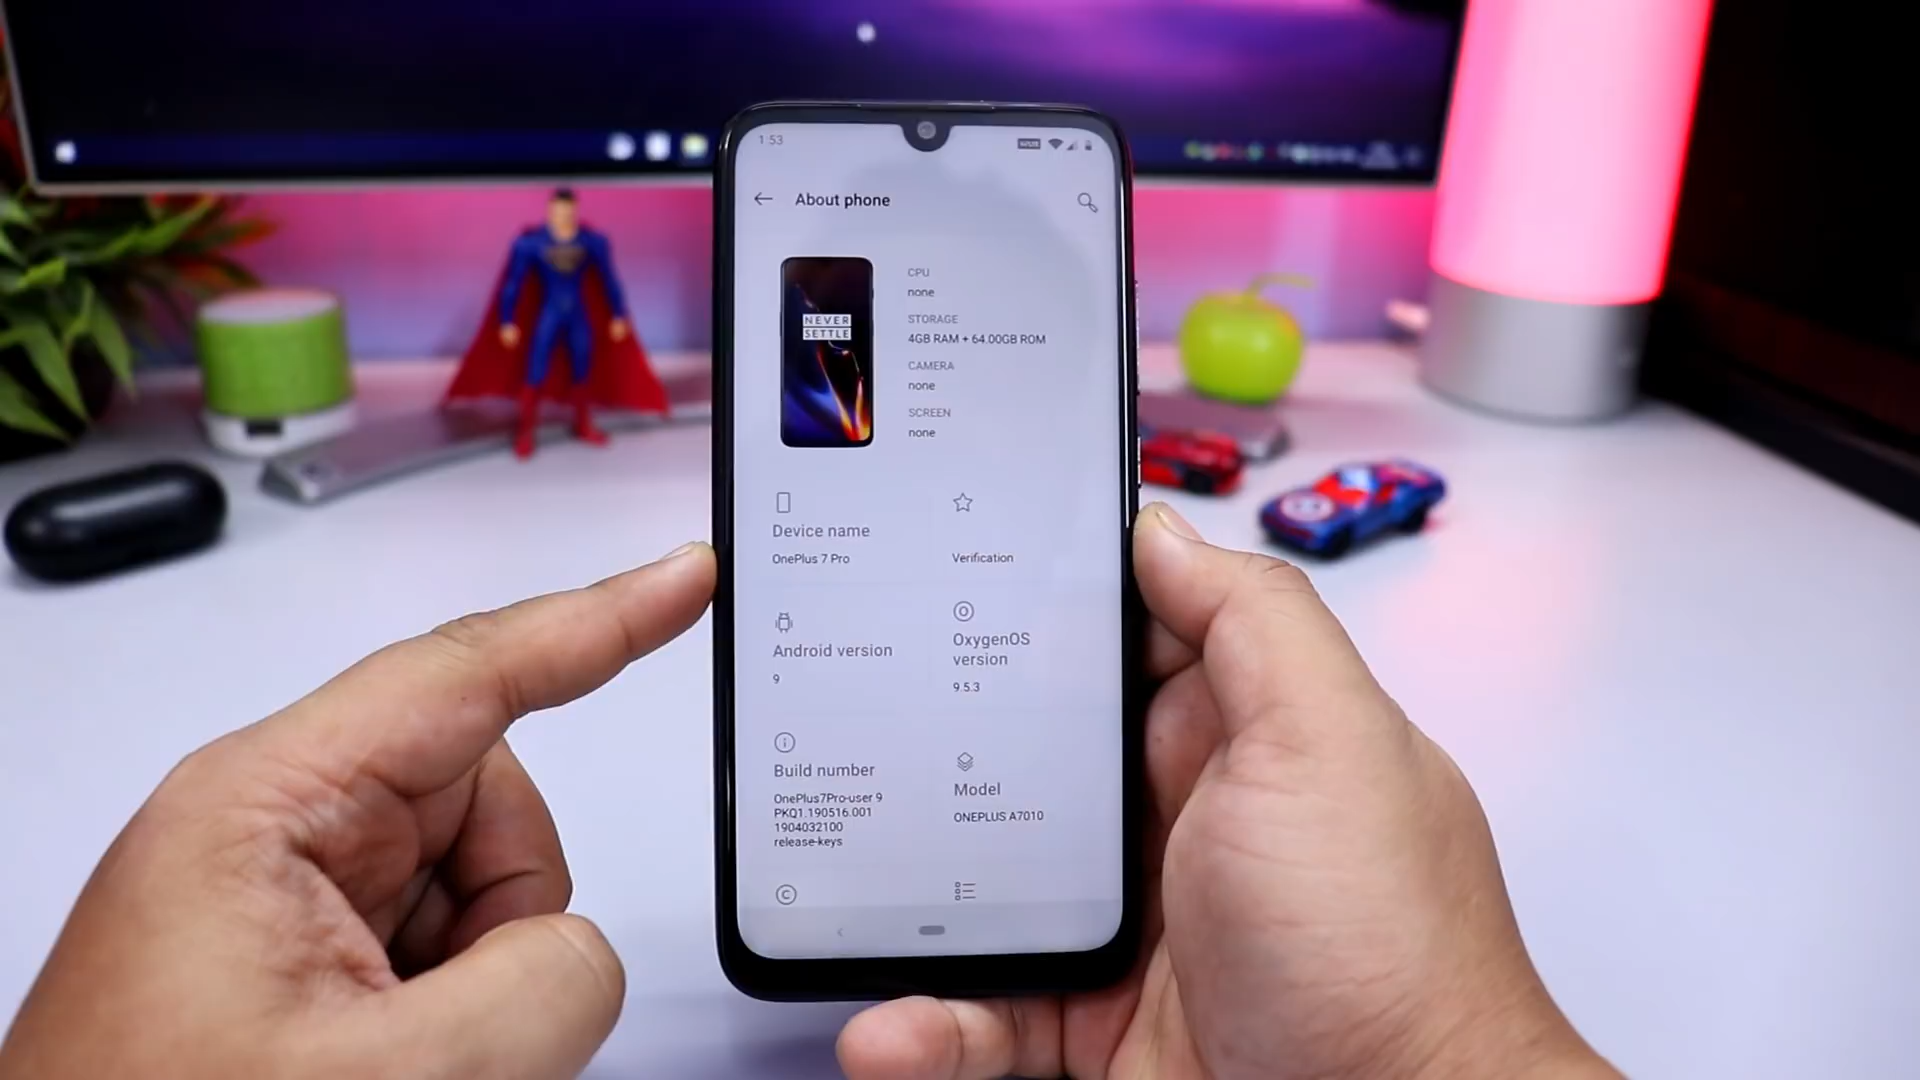 1:53
About phone
NEVER
SETTLE
CPU
none
STORAGE
4GB RAM + 64.00GB ROM
CAMERA
none
SCREEN
none
Device name
OnePlus 7 Pro
Verification
Android version
9
OxygenOS
version
9.5.3
Build number
OnePlus7Pro-user 9
PKQ1.190516.001
1904032100
release-keys
Model
ONEPLUS A7010